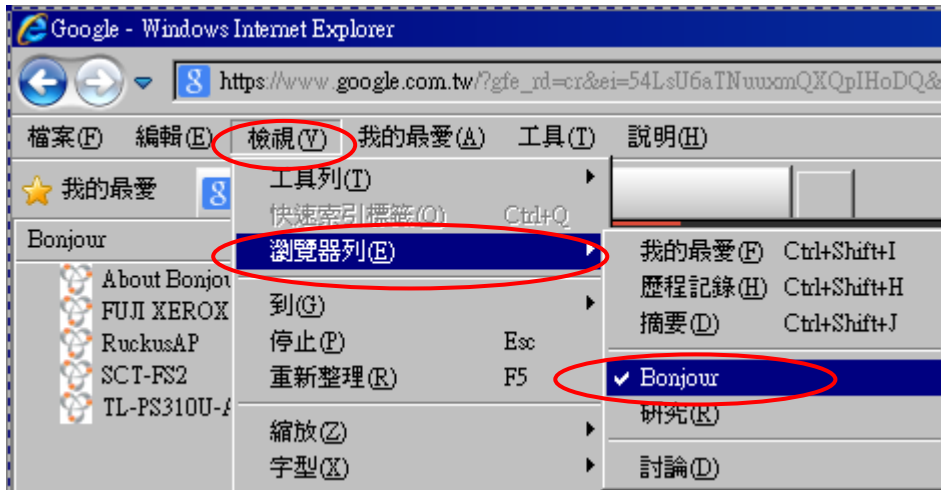 Google - Windows Internet Explorer
https://www.google.com.tw/?gfe_rd=cr&ei=54LsU6aTNuuxmQXQpIHoDQ&
檔案(F) 編輯(E) 檢視(V) 我的最愛(A) 工具(T) 説明(H)
我的最愛
Bonjour
About Bonjou
FUJI XEROX
RuckusAP
SCT-FS2
TL-PS310U-A
工具列(T)
快速索引標籤(Q) Ctrl+Q
瀏覽器列(E)
到(G)
停止(P) Esc
重新整理(R) F5
縮放(Z)
字型(X)
我的最愛(F) Ctrl+Shift+I
歷程記錄(H) Ctrl+Shift+H
摘要(D) Ctrl+Shift+J
Bonjour
研究(R)
討論(D)